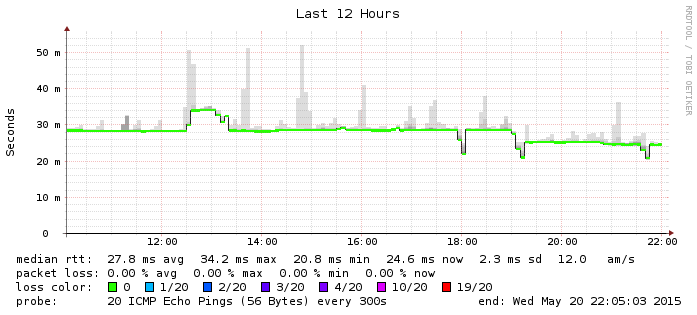 Last 12 Hours
RRDTOOL / TOBI OETIKER
Seconds
50 m
40 m
30 m
20 m
10 m
0
12:00 14:00 16:00 18:00 20:00 22:00
median rtt: 27.8 ms avg 34.2 ms max 20.8 ms min 24.6 ms now 2.3 ms sd 12.0 am/s
packet loss: 0.00 % avg 0.00 % max 0.00 % min 0.00 % now
loss color: 0 1/20 2/20 3/20 4/20 10/20 19/20
probe: 20 ICMP Echo Pings (56 Bytes) every 300s end: Wed May 20 22:05:03 2015